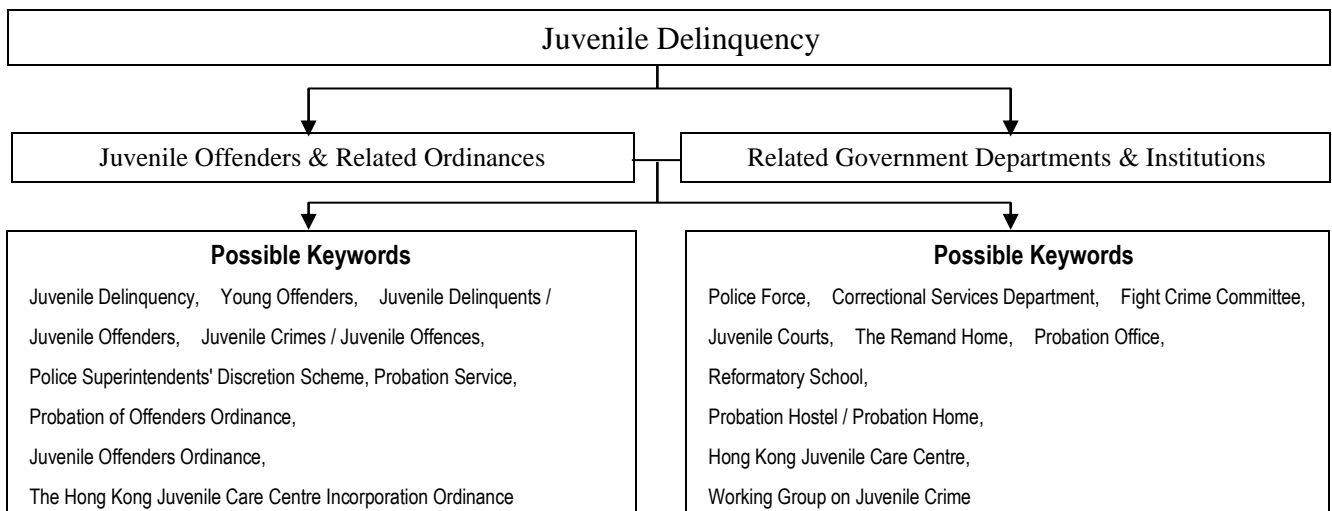 Juvenile Delinquency
Juvenile Offenders & Related Ordinances
Related Government Departments & Institutions
Possible Keywords
Juvenile Delinquency, Young Offenders, Juvenile Delinquents /
Juvenile Offenders, Juvenile Crimes / Juvenile Offences,
Police Superintendents' Discretion Scheme, Probation Service,
Probation of Offenders Ordinance,
Juvenile Offenders Ordinance,
The Hong Kong Juvenile Care Centre Incorporation Ordinance
Possible Keywords
Police Force, Correctional Services Department, Fight Crime Committee,
Juvenile Courts, The Remand Home, Probation Office,
Reformatory School,
Probation Hostel / Probation Home,
Hong Kong Juvenile Care Centre,
Working Group on Juvenile Crime